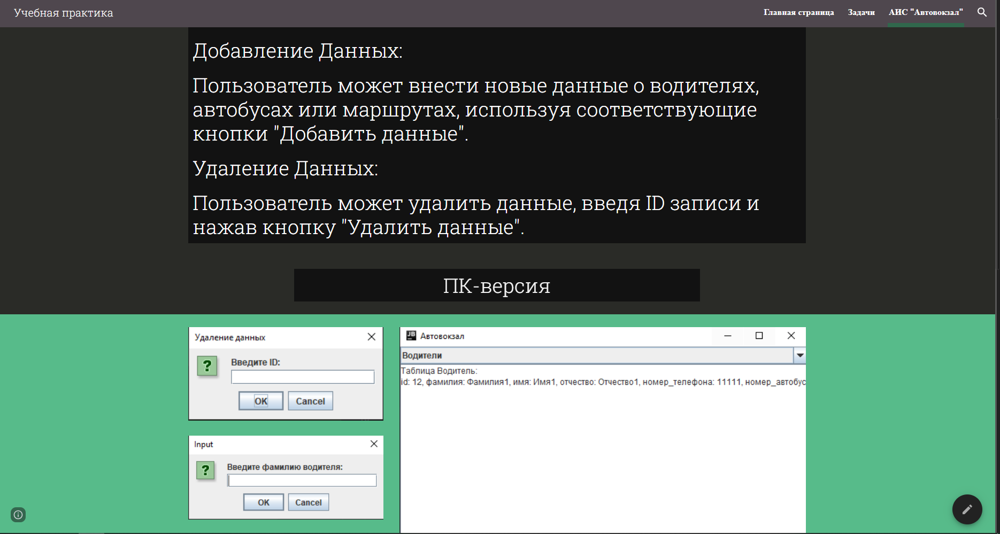 Учебная практика
Главная страница
Задачи
АИС "Автовокзал"
Добавление Данных:
Пользователь может внести новые данные о водителях,
автобусах или маршрутах, используя соответствующие
кнопки "Добавить данные".
Удаление Данных:
Пользователь может удалить данные, введя ID записи и
нажав кнопку "Удалить данные".
ПК-версия
Удаление данных
Введите ID:
OK
Cancel
Input
Введите фамилию водителя:
OK
Cancel
JB
Автовокзал
Водители
Таблица Водитель:
id: 12, фамилия: Фамилия1, имя: Имя1, отчество: Отчество1, номер_телефона: 11111, номер_автобус